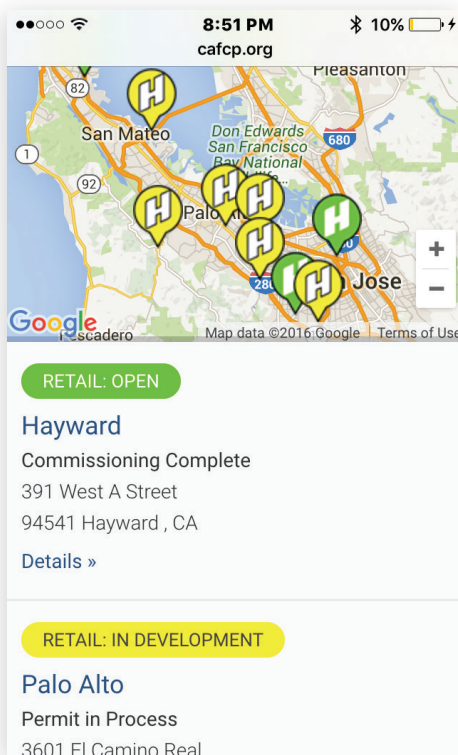 8:51 PM
10%
cafcp.org
Pleasanton
82
H
San Mateo
Don Edwards
San Francisco
Bay National
680
1
92
H
H
H
Palo Al
H
H
280
H
H
n Jose
+
−
Google
Map data ©2016 Google
Terms of Use
RETAIL: OPEN
Hayward
Commissioning Complete
391 West A Street
94541 Hayward , CA
Details »
RETAIL: IN DEVELOPMENT
Palo Alto
Permit in Process
3601 El Camino Real